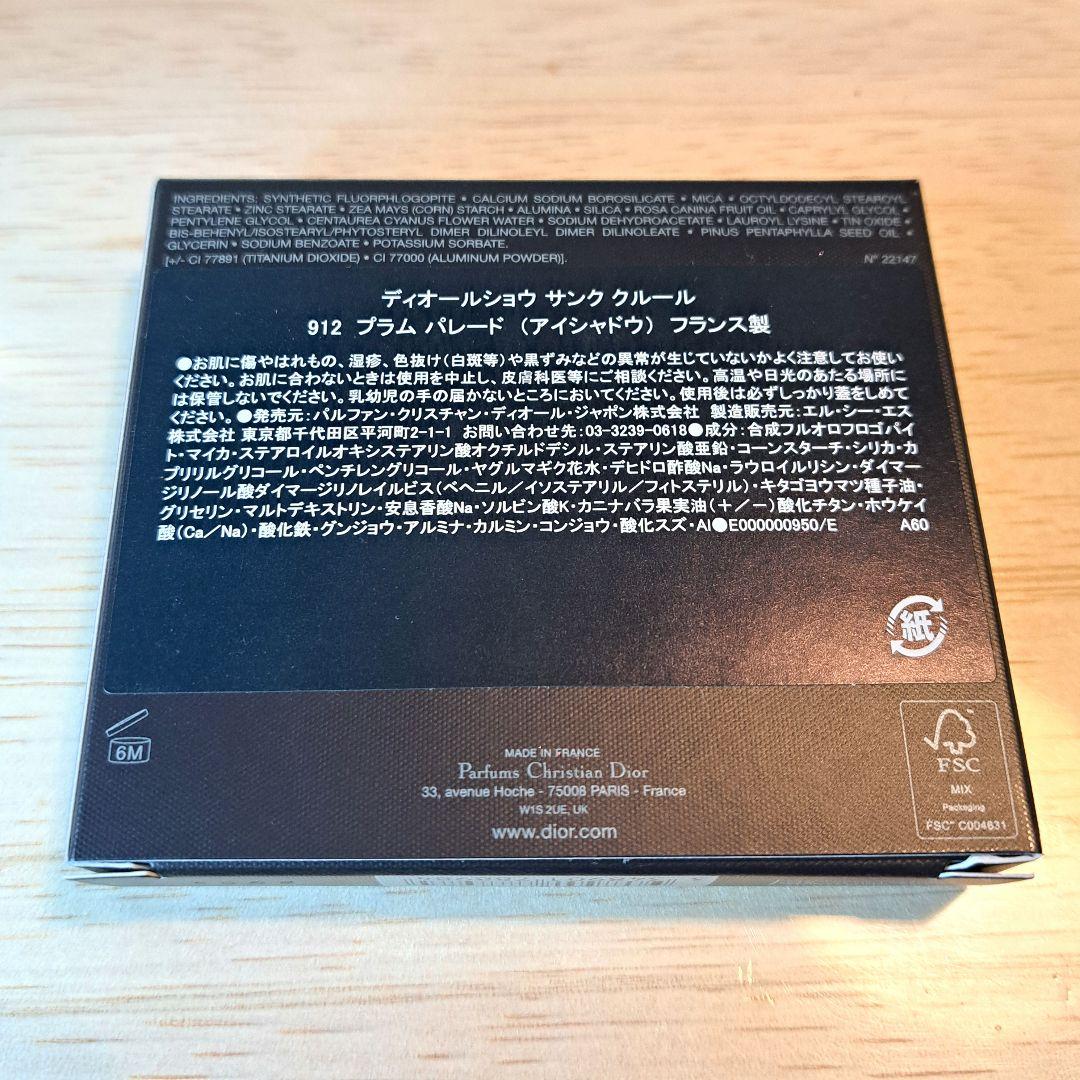 INGREDIENTS: SYNTHETIC FLUORPHLOGOPITE • CALCIUM SODIUM BOROSILICATE • MICA • OCTYLDODECYL STEAROYL
STEARATE • ZINC STEARATE • ZEA MAYS (CORN) STARCH • ALUMINA • SILICA • ROSA CANINA FRUIT OIL • CAPRYLYL GLYCOL •
PENTYLENE GLYCOL • CENTAUREA CYANUS FLOWER WATER • SODIUM DEHYDROACETATE • LAUROYL LYSINE • TIN OXIDE •
BIS-BEHENYL/ISOSTEARYL/PHYTOSTERYL DIMER DILINOLEYL DIMER DILINOLEATE • PINUS PENTAPHYLLA SEED OIL •
GLYCERIN • SODIUM BENZOATE • POTASSIUM SORBATE.
[+/- CI 77891 (TITANIUM DIOXIDE) • CI 77000 (ALUMINUM POWDER)]. N° 22147
ディオールショウ サンク クルール
912 プラム パレード (アイシャドウ) フランス製
●お肌に傷やはれもの、湿疹、色抜け(白斑等)や黒ずみなどの異常が生じていないかよく注意してお使い
ください。お肌に合わないときは使用を中止し、皮膚科医等にご相談ください。高温や日光のあたる場所に
は保管しないでください。乳幼児の手の届かないところにおいてください。使用後は必ずしっかり蓋をしめて
ください。●発売元:パルファン・クリスチャン・ディオール・ジャポン株式会社 製造販売元:エル・シー・エス
株式会社 東京都千代田区平河町2-1-1 お問い合わせ先:03-3239-0618●成分:合成フルオロフロゴパイ
ト・マイカ・ステアロイルオキシステアリン酸オクチルドデシル・ステアリン酸亜鉛・コーンスターチ・シリカ・カ
プリリルグリコール・ペンチレングリコール・ヤグルマギク花水・デヒドロ酢酸Na・ラウロイルリシン・ダイマー
ジリノール酸ダイマージリノレイルビス(ベヘニル/イソステアリル/フィトステリル)・キタゴヨウマツ種子油・
グリセリン・マルトデキストリン・安息香酸Na・ソルビン酸K・カニナバラ果実油(+/-)酸化チタン・ホウケイ
酸(Ca/Na)・酸化鉄・グンジョウ・アルミナ・カルミン・コンジョウ・酸化スズ・Al●E000000950/E A60
紙
6M
MADE IN FRANCE
Parfums Christian Dior
33, avenue Hoche - 75008 PARIS - France
W1S 2UE, UK
www.dior.com
FSC
MIX
Packaging
FSC™ C004631